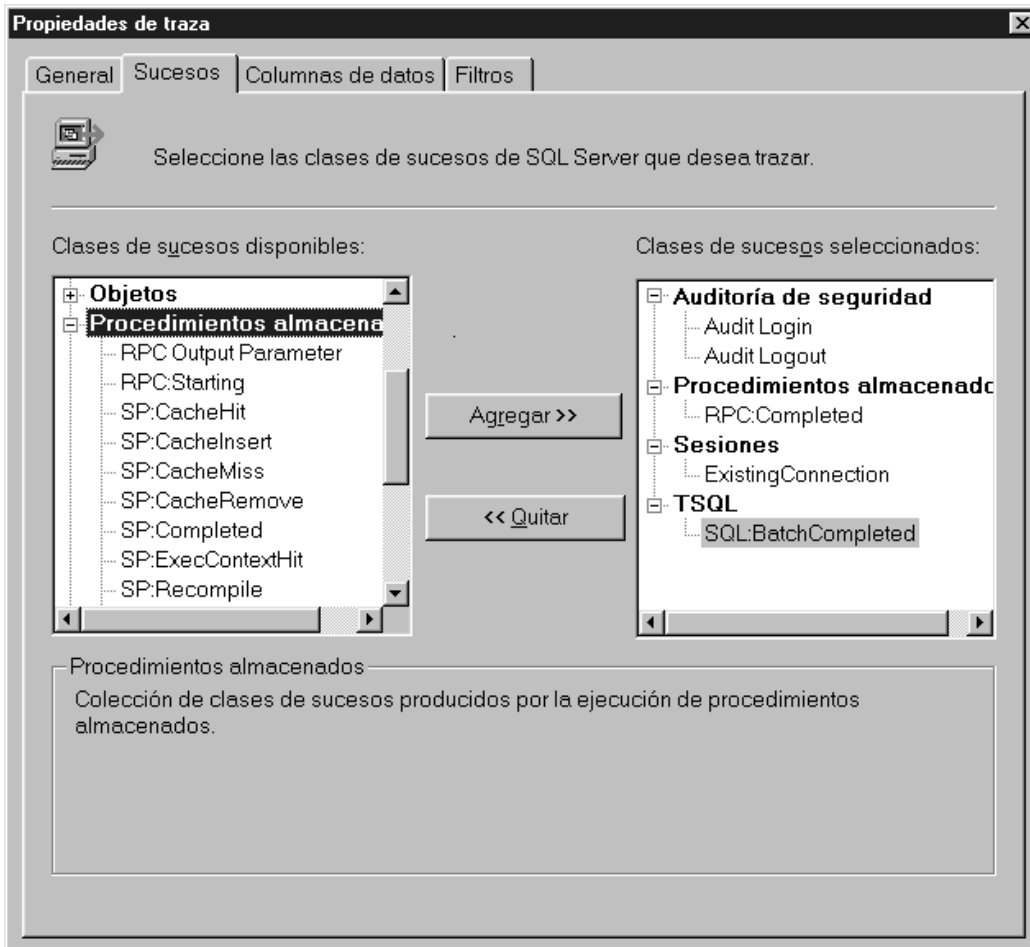 Propiedades de traza
General Sucesos Columnas de datos Filtros
Seleccione las clases de sucesos de SQL Server que desea trazar.
Clases de sucesos disponibles:
Objetos
Procedimientos almacena
RPC Output Parameter
RPC:Starting
SP:CacheHit
SP:CacheInsert
SP:CacheMiss
SP:CacheRemove
SP:Completed
SP:ExecContextHit
SP:Recompile
Agregar >>
<< Quitar
Clases de sucesos seleccionados:
Auditoría de seguridad
Audit Login
Audit Logout
Procedimientos almacenado
RPC:Completed
Sesiones
ExistingConnection
TSQL
SQL:BatchCompleted
Procedimientos almacenados
Colección de clases de sucesos producidos por la ejecución de procedimientos
almacenados.